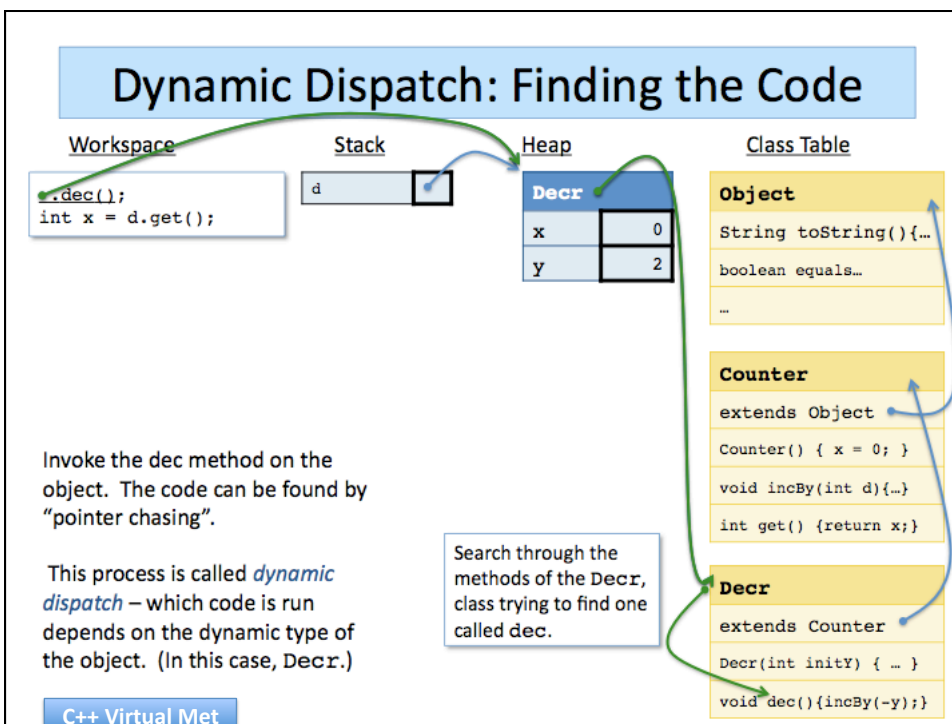 Dynamic Dispatch: Finding the Code
Workspace
Stack
Heap
Class Table
.dec();
int x = d.get();
d
Decr
x 0
y 2
Object
String toString(){…
boolean equals…
…
Counter
extends Object
Counter() { x = 0; }
void incBy(int d){…}
int get() {return x;}
Decr
extends Counter
Decr(int initY) { … }
void dec(){incBy(-y);}
Invoke the dec method on the
object. The code can be found by
“pointer chasing”.
This process is called dynamic
dispatch – which code is run
depends on the dynamic type of
the object. (In this case, Decr.)
Search through the
methods of the Decr,
class trying to find one
called dec.
C++ Virtual Met